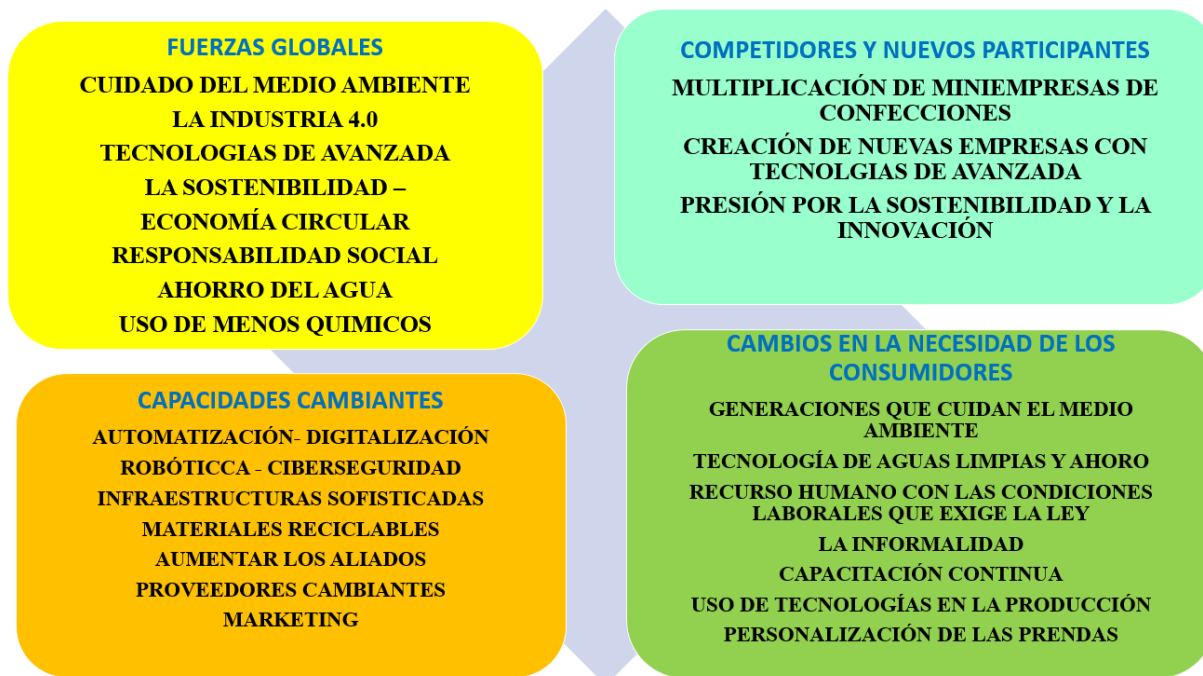 FUERZAS GLOBALES
CUIDADO DEL MEDIO AMBIENTE
LA INDUSTRIA 4.0
TECNOLOGIAS DE AVANZADA
LA SOSTENIBILIDAD –
ECONOMÍA CIRCULAR
RESPONSABILIDAD SOCIAL
AHORRO DEL AGUA
USO DE MENOS QUIMICOS
COMPETIDORES Y NUEVOS PARTICIPANTES
MULTIPLICACIÓN DE MINIEMPRESAS DE
CONFECCIONES
CREACIÓN DE NUEVAS EMPRESAS CON
TECNOLGIAS DE AVANZADA
PRESIÓN POR LA SOSTENIBILIDAD Y LA
INNOVACIÓN
CAPACIDADES CAMBIANTES
AUTOMATIZACIÓN- DIGITALIZACIÓN
ROBÓTICCA - CIBERSEGURIDAD
INFRAESTRUCTURAS SOFISTICADAS
MATERIALES RECICLABLES
AUMENTAR LOS ALIADOS
PROVEEDORES CAMBIANTES
MARKETING
CAMBIOS EN LA NECESIDAD DE LOS
CONSUMIDORES
GENERACIONES QUE CUIDAN EL MEDIO
AMBIENTE
TECNOLOGÍA DE AGUAS LIMPIAS Y AHORO
RECURSO HUMANO CON LAS CONDICIONES
LABORALES QUE EXIGE LA LEY
LA INFORMALIDAD
CAPACITACIÓN CONTINUA
USO DE TECNOLOGÍAS EN LA PRODUCCIÓN
PERSONALIZACIÓN DE LAS PRENDAS